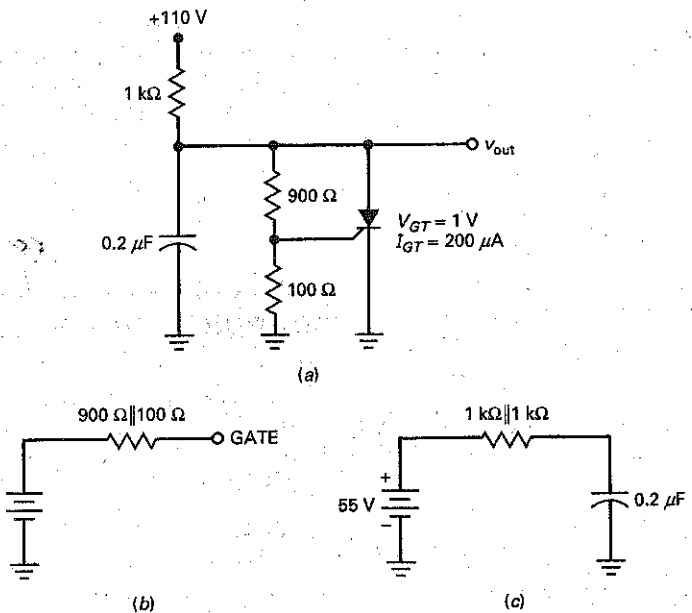 +110 V
1 kΩ
v_out
900 Ω
V_GT = 1 V
I_GT = 200 μA
0.2 μF
100 Ω
(a)
900 Ω||100 Ω
GATE
(b)
1 kΩ||1 kΩ
+
55 V
−
0.2 μF
(c)